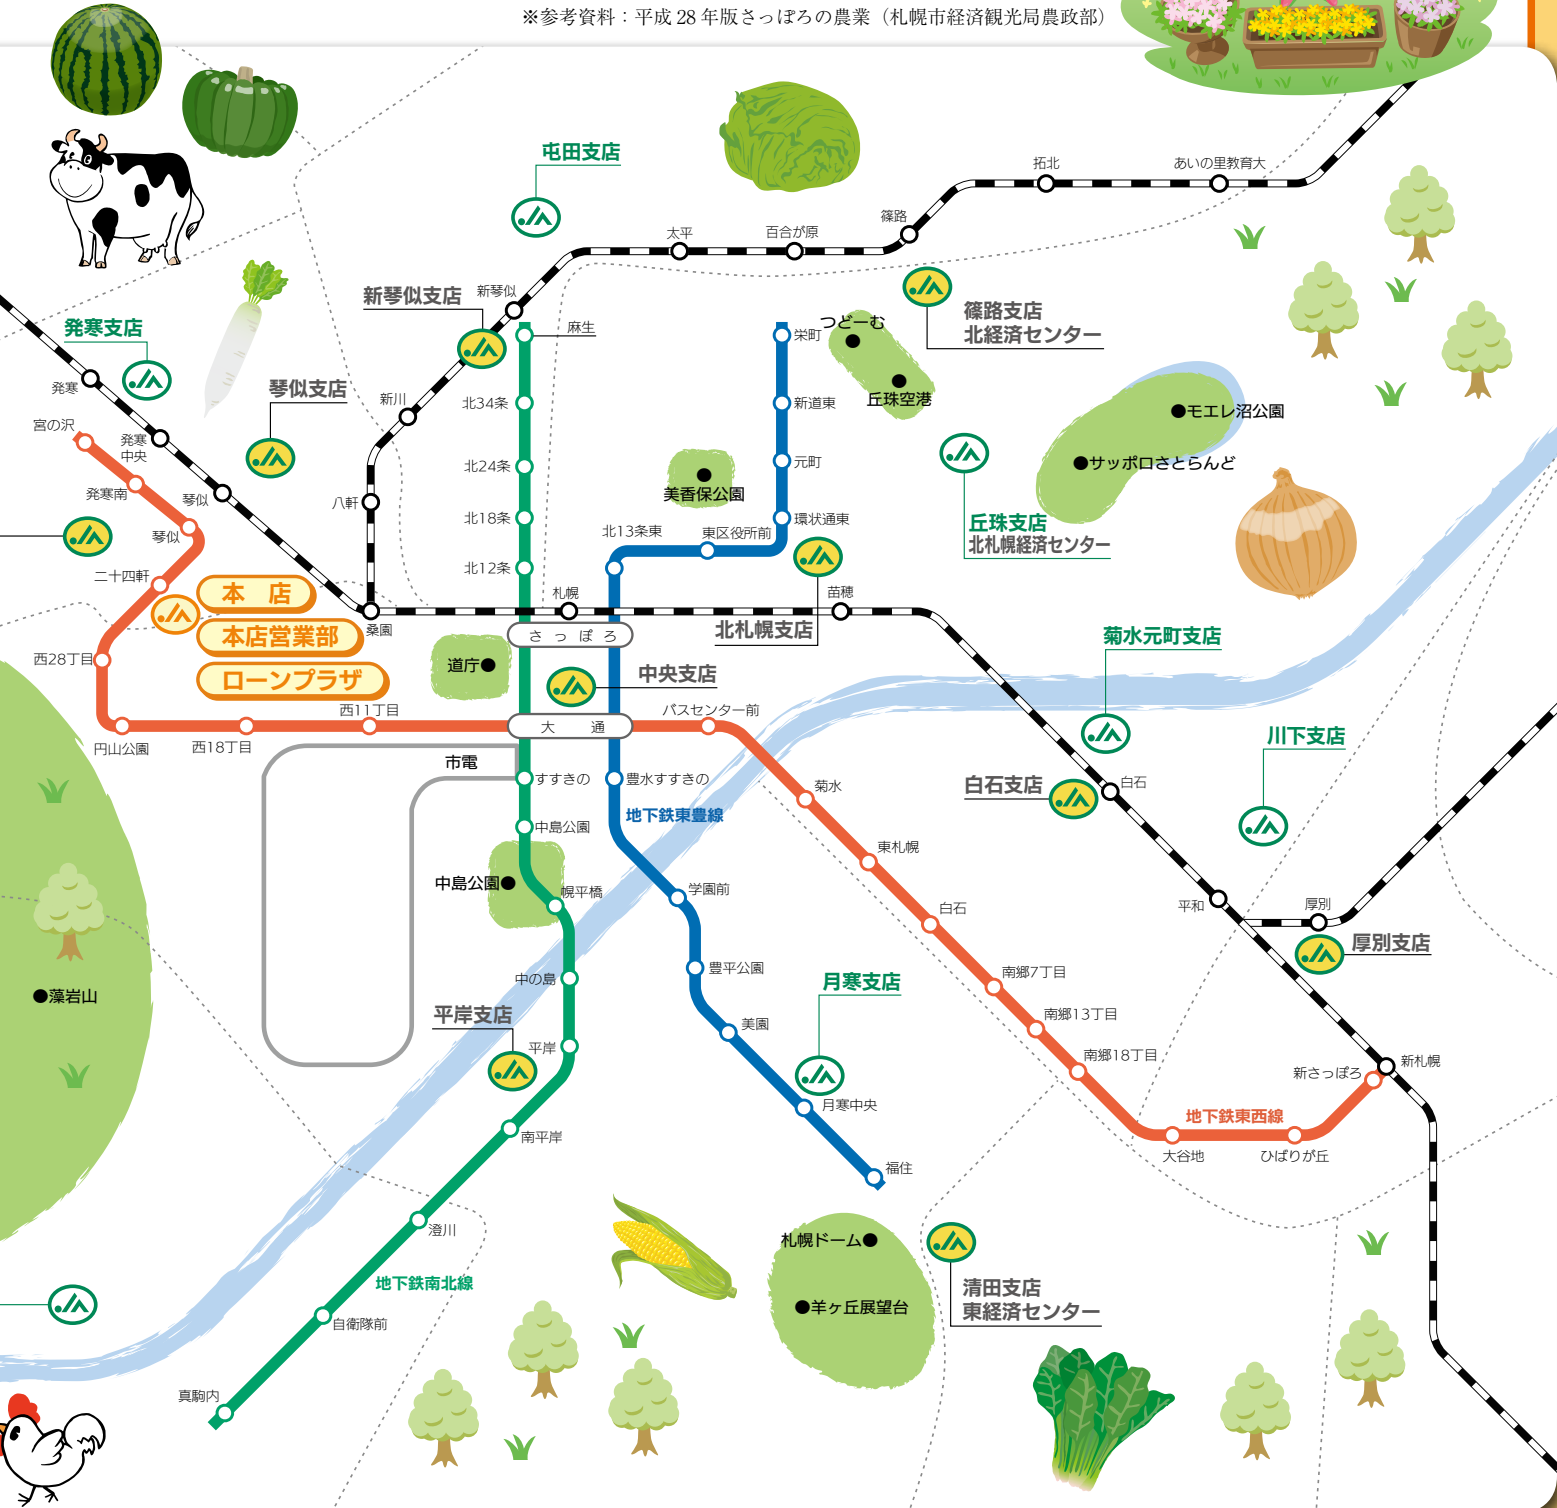 ※参考資料：平成 28 年版さっぽろの農業（札幌市経済観光局農政部）
屯田支店
拓北
あいの里教育大
篠路
太平
百合が原
新琴似支店
新琴似
篠路支店
北経済センター
発寒支店
麻生
つどーむ
栄町
発寒
琴似支店
新川
丘珠空港
北34条
新道東
モエレ沼公園
宮の沢
発寒
中央
北24条
元町
サッポロさとらんど
発寒南
琴似
八軒
美香保公園
北18条
環状通東
丘珠支店
北札幌経済センター
琴似
北13条東
東区役所前
二十四軒
北12条
本　店
札幌
苗穂
桑園
本店営業部
さっぽろ
北札幌支店
菊水元町支店
西28丁目
道庁
中央支店
ローンプラザ
西11丁目
バスセンター前
円山公園
西18丁目
大　通
川下支店
市電
すすきの
豊水すすきの
菊水
白石支店
白石
地下鉄東豊線
中島公園
東札幌
中島公園
幌平橋
学園前
白石
平和
厚別
厚別支店
藻岩山
中の島
豊平公園
月寒支店
南郷7丁目
平岸支店
美園
南郷13丁目
平岸
南郷18丁目
新さっぽろ
新札幌
月寒中央
地下鉄東西線
南平岸
大谷地
ひばりが丘
福住
澄川
札幌ドーム
地下鉄南北線
清田支店
東経済センター
羊ヶ丘展望台
自衛隊前
真駒内